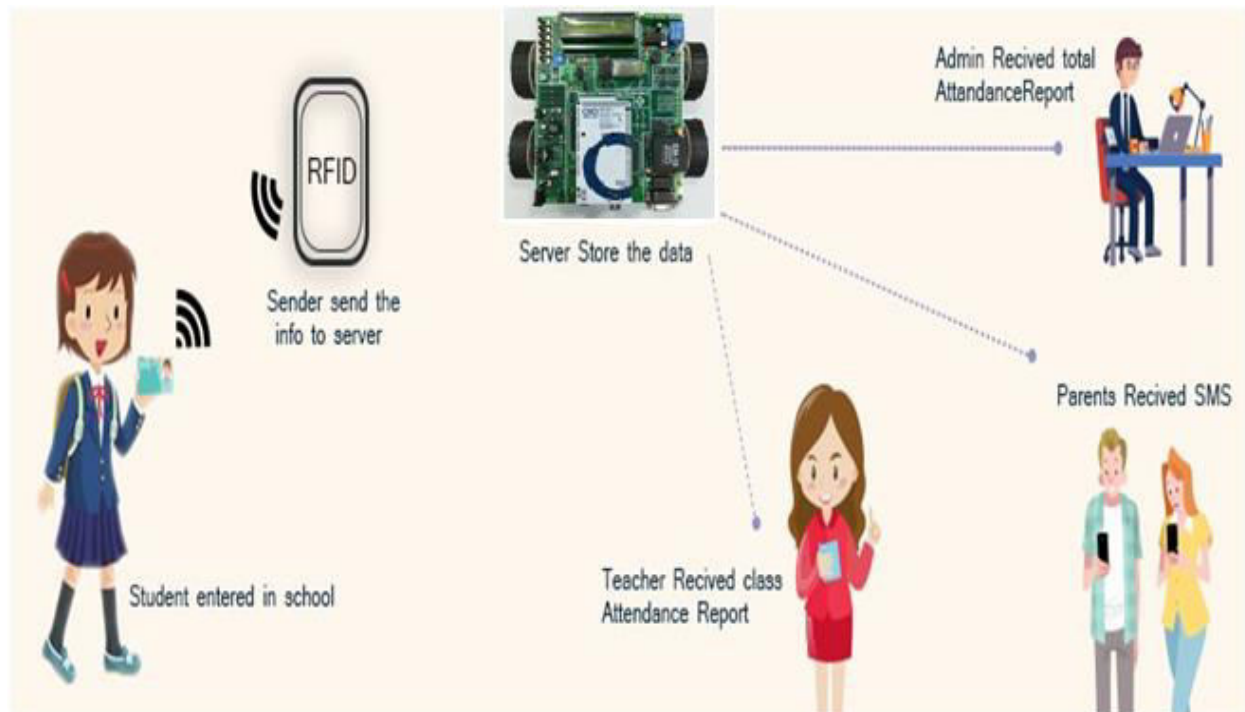 RFID
Sender send the
info to server
Student entered in school
Server Store the data
Admin Recived total
AttandanceReport
Parents Recived SMS
Teacher Recived class
Attendance Report